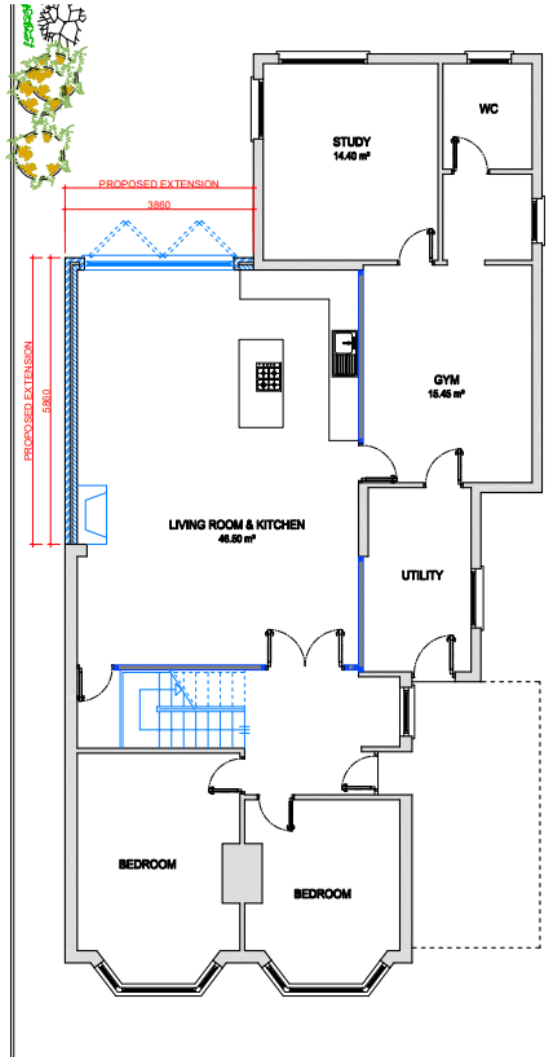 WC
STUDY
14.40 m²
PROPOSED EXTENSION
3860
PROPOSED EXTENSION
5860
GYM
15.45 m²
LIVING ROOM & KITCHEN
46.50 m²
UTILITY
BEDROOM
BEDROOM